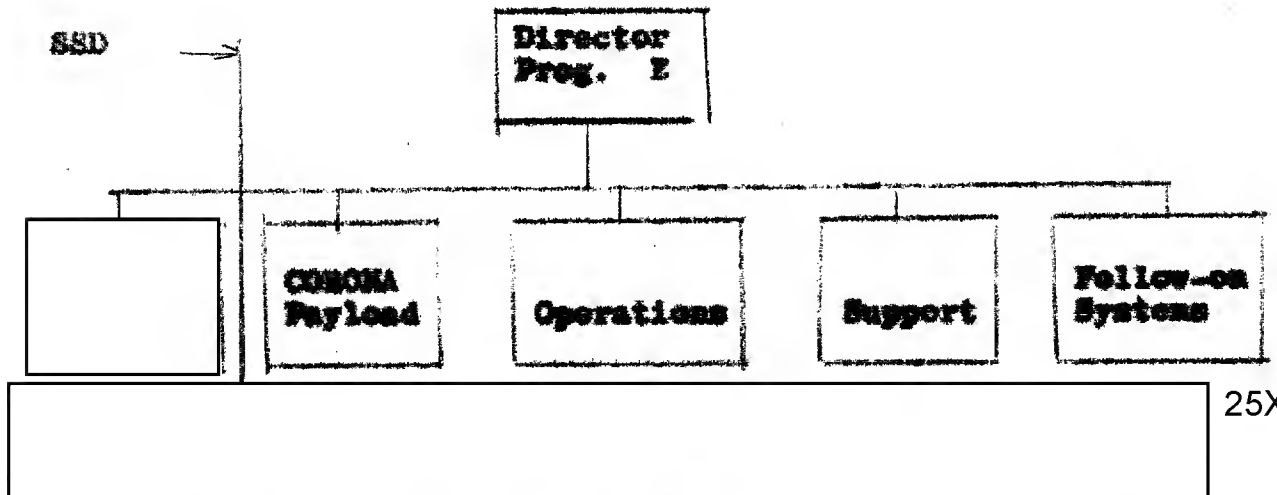 SSD
Director
Prog. E
CORONA
Payload
Operations
Support
Follow-on
Systems
25X